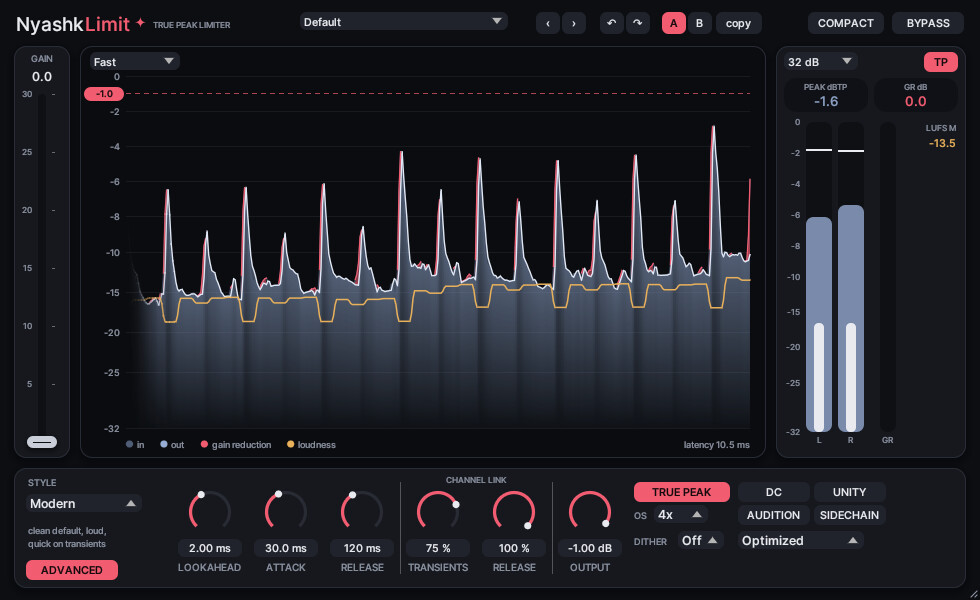 NyashkLimit TRUE PEAK LIMITER
Default
‹ › ↶ ↷ A B copy
COMPACT BYPASS
GAIN
0.0
30 -
25 -
20 -
15 -
10 -
5 -
Fast
0
-1.0
-2
-4
-6
-8
-10
-15
-20
-25
-32
in out gain reduction loudness
latency 10.5 ms
32 dB TP
PEAK dBTP GR dB
-1.6 0.0
LUFS M
-13.5
0
-2
-4
-6
-8
-10
-15
-20
-25
-32
L R GR
STYLE
Modern
clean default, loud,
quick on transients
ADVANCED
CHANNEL LINK
2.00 ms 30.0 ms 120 ms 75 % 100 % -1.00 dB
LOOKAHEAD ATTACK RELEASE TRANSIENTS RELEASE OUTPUT
TRUE PEAK DC UNITY
OS 4x AUDITION SIDECHAIN
DITHER Off Optimized